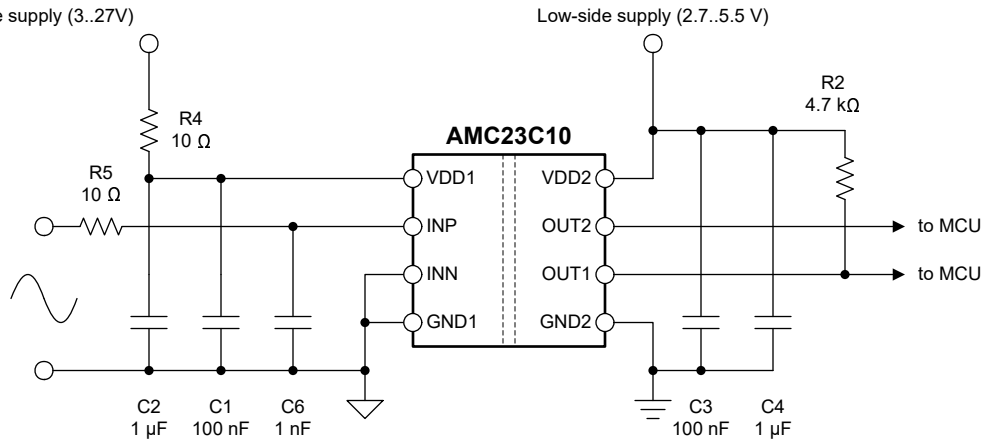 supply (3..27V)
Low-side supply (2.7..5.5 V)
R4
10 Ω
R2
4.7 kΩ
AMC23C10
R5
10 Ω
VDD1
VDD2
INP
OUT2
to MCU
INN
OUT1
to MCU
GND1
GND2
C2
1 µF
C1
100 nF
C6
1 nF
C3
100 nF
C4
1 µF